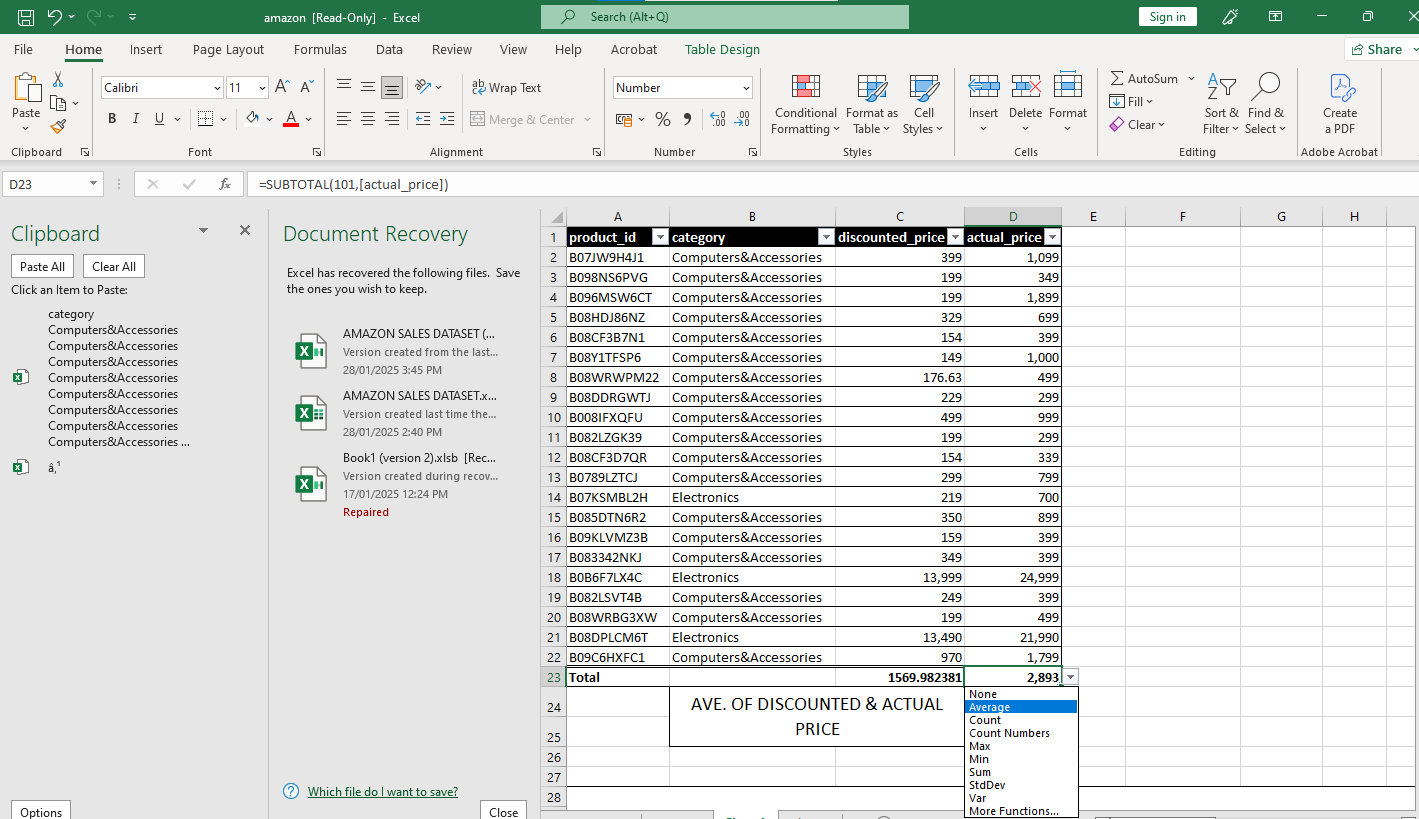 amazon [Read-Only] - Excel
Search (Alt+Q)
Sign in
File Home Insert Page Layout Formulas Data Review View Help Acrobat Table Design Share
Paste
Calibri 11
B I U A
Wrap Text
Merge & Center
Number
%
Conditional Formatting
Format as Table
Cell Styles
Insert Delete Format
AutoSum
Fill
Clear
Sort & Filter
Find & Select
Create a PDF
Clipboard Font Alignment Number Styles Cells Editing Adobe Acrobat
D23 fx =SUBTOTAL(101,[actual_price])
Clipboard
Paste All Clear All
Click an Item to Paste:
category
Computers&Accessories
Computers&Accessories
Computers&Accessories
Computers&Accessories
Computers&Accessories
Computers&Accessories
Computers&Accessories
Computers&Accessories ...
â‚¹
Options
Document Recovery
Excel has recovered the following files. Save
the ones you wish to keep.
AMAZON SALES DATASET (...
Version created from the last...
28/01/2025 3:45 PM
AMAZON SALES DATASET.x...
Version created last time the...
28/01/2025 2:40 PM
Book1 (version 2).xlsb [Rec...
Version created during recov...
17/01/2025 12:24 PM
Repaired
Which file do I want to save?
Close
A B C D E F G H
1 product_id category discounted_price actual_price
2 B07JW9H4J1 Computers&Accessories 399 1,099
3 B098NS6PVG Computers&Accessories 199 349
4 B096MSW6CT Computers&Accessories 199 1,899
5 B08HDJ86NZ Computers&Accessories 329 699
6 B08CF3B7N1 Computers&Accessories 154 399
7 B08Y1TFSP6 Computers&Accessories 149 1,000
8 B08WRWPM22 Computers&Accessories 176.63 499
9 B08DDRGWTJ Computers&Accessories 229 299
10 B008IFXQFU Computers&Accessories 499 999
11 B082LZGK39 Computers&Accessories 199 299
12 B08CF3D7QR Computers&Accessories 154 339
13 B0789LZTCJ Computers&Accessories 299 799
14 B07KSMBL2H Electronics 219 700
15 B085DTN6R2 Computers&Accessories 350 899
16 B09KLVMZ3B Computers&Accessories 159 399
17 B083342NKJ Computers&Accessories 349 399
18 B0B6F7LX4C Electronics 13,999 24,999
19 B082LSVT4B Computers&Accessories 249 399
20 B08WRBG3XW Computers&Accessories 199 499
21 B08DPLCM6T Electronics 13,490 21,990
22 B09C6HXFC1 Computers&Accessories 970 1,799
23 Total 1569.982381 2,893
24 AVE. OF DISCOUNTED & ACTUAL
25 PRICE
26
27
28
None
Average
Count
Count Numbers
Max
Min
Sum
StdDev
Var
More Functions...